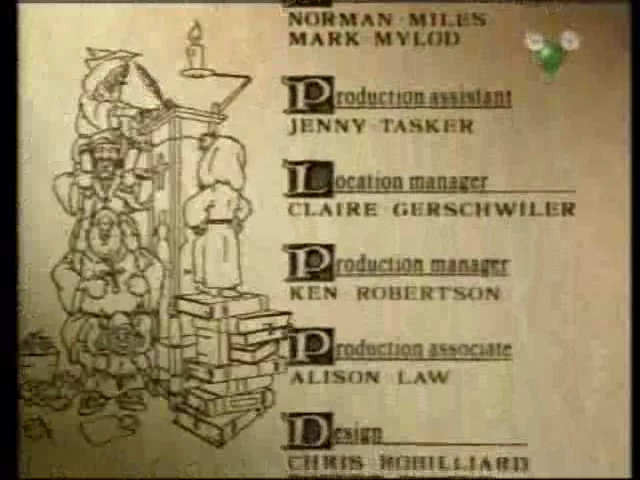 NORMAN MILES
MARK MYLOD
Production assistant
JENNY TASKER
Location manager
CLAIRE GERSCHWILER
Production manager
KEN ROBERTSON
Production associate
ALISON LAW
Design
CHRIS ROBILLIARD